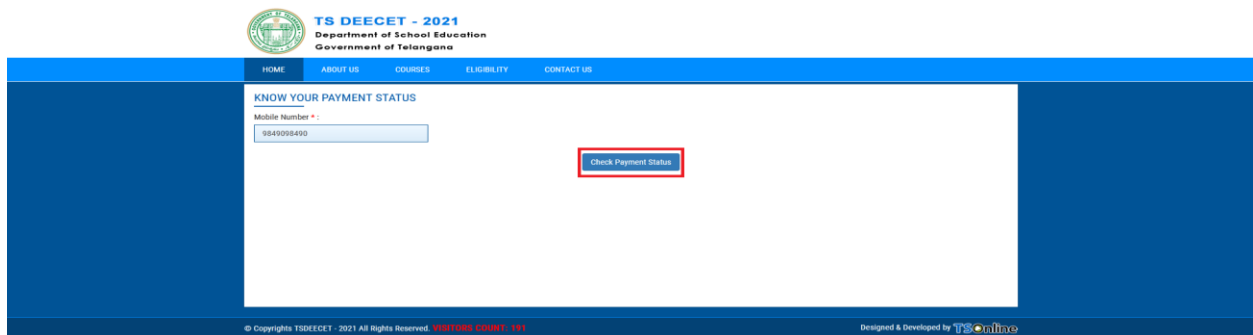 TS DEECET - 2021
Department of School Education
Government of Telangana
HOME ABOUT US COURSES ELIGIBILITY CONTACT US
KNOW YOUR PAYMENT STATUS
Mobile Number * :
9849098490
Check Payment Status
© Copyrights TSDEECET - 2021 All Rights Reserved. VISITORS COUNT: 191 Designed & Developed by TSOnline